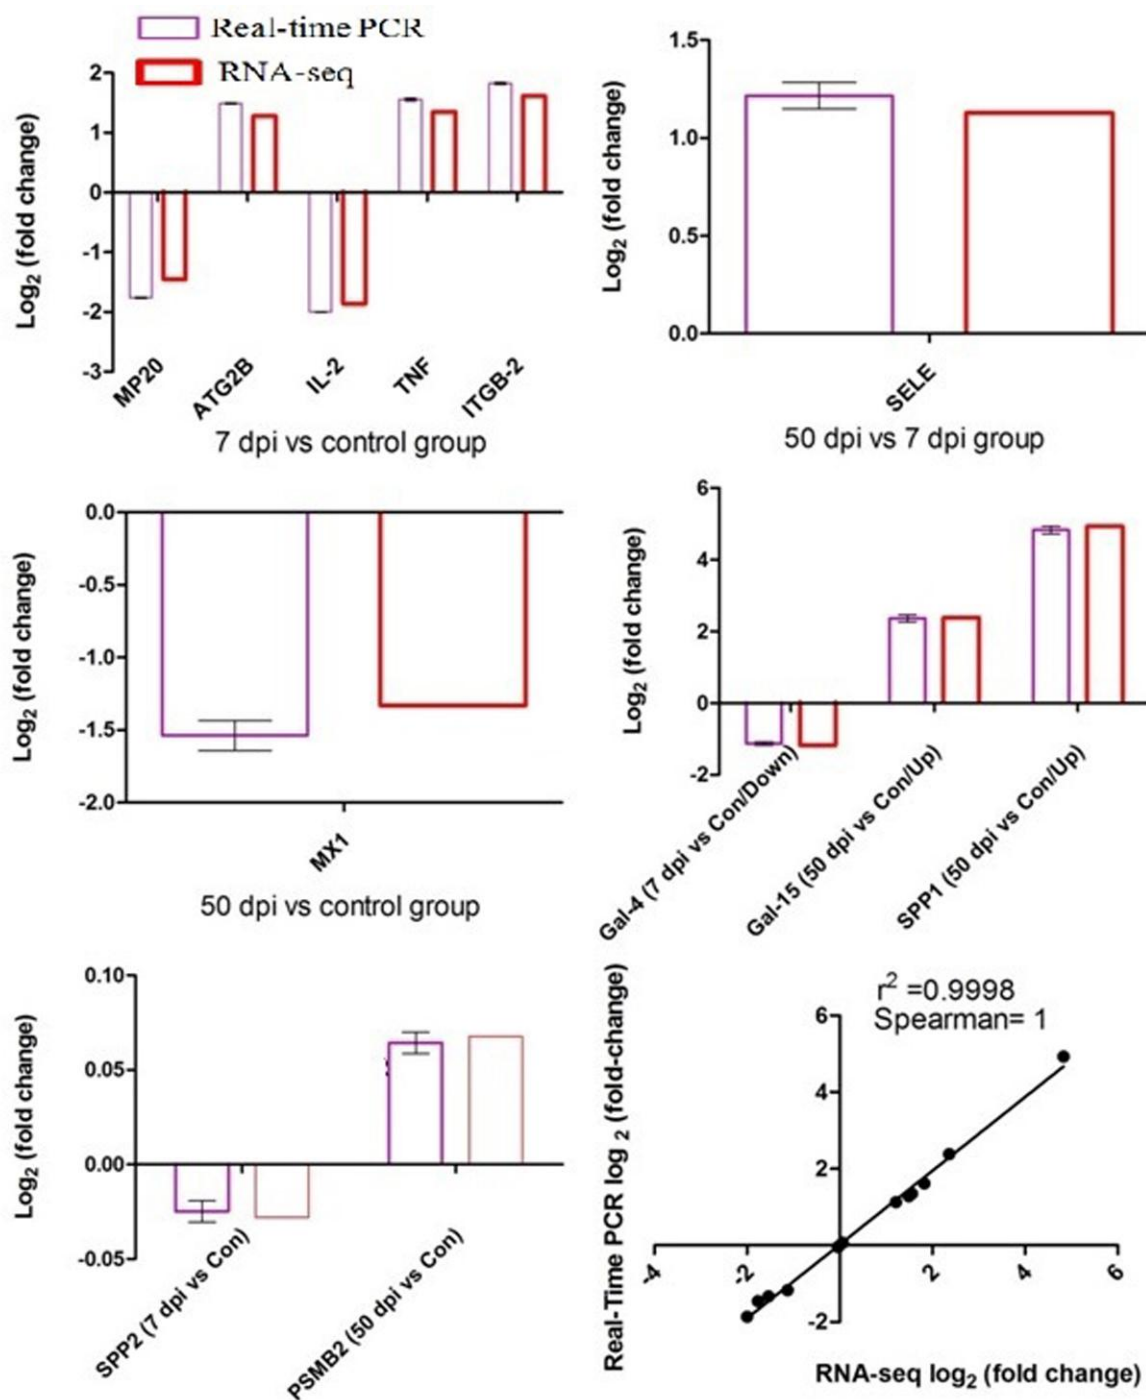 Real-time PCR
RNA-seq
Log2 (fold change)
2
1
0
-1
-2
-3
MP20
ATG2B
IL-2
TNF
ITGB-2
7 dpi vs control group
Log2 (fold change)
1.5
1.0
0.5
0.0
SELE
50 dpi vs 7 dpi group
Log2 (fold change)
0.0
-0.5
-1.0
-1.5
-2.0
MX1
50 dpi vs control group
Log2 (fold change)
6
4
2
0
-2
Gal-4 (7 dpi vs Con/Down)
Gal-15 (50 dpi vs Con/Up)
SPP1 (50 dpi vs Con/Up)
Log2 (fold change)
0.10
0.05
0.00
-0.05
SPP2 (7 dpi vs Con)
PSMB2 (50 dpi vs Con)
r2 =0.9998
Spearman= 1
Real-Time PCR log 2 (fold-change)
6
4
2
-2
-4
-2
2
4
6
RNA-seq log2 (fold change)